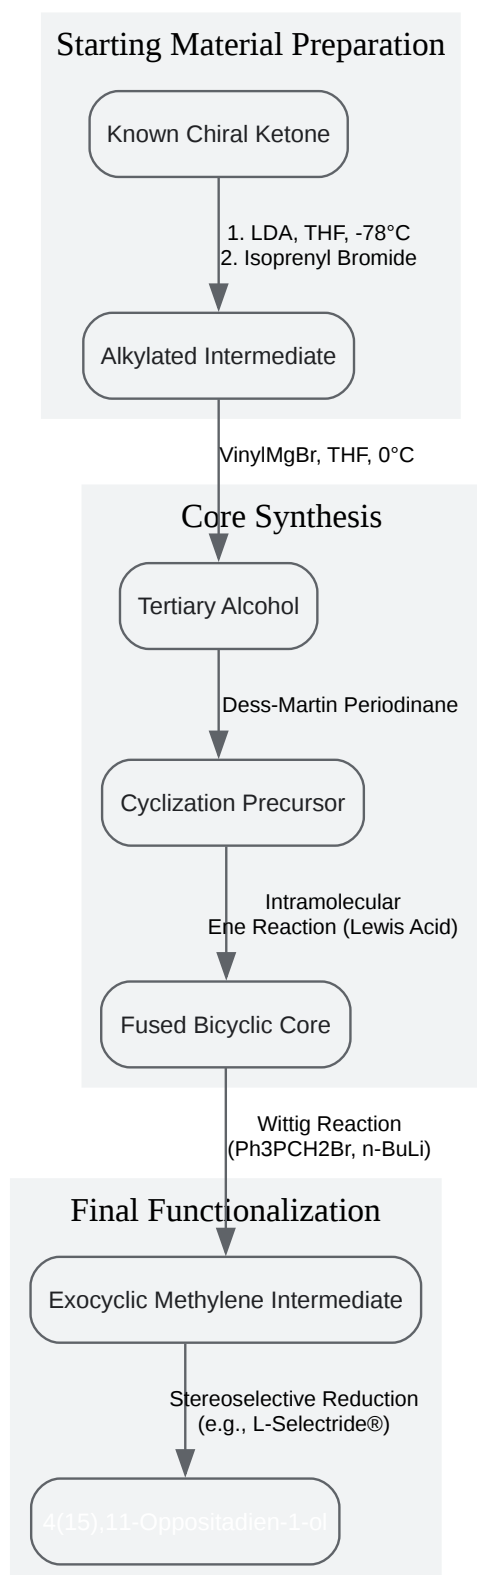 Starting Material Preparation
Known Chiral Ketone
1. LDA, THF, -78°C
2. Isoprenyl Bromide
Alkylated Intermediate
VinylMgBr, THF, 0°C
Core Synthesis
Tertiary Alcohol
Dess-Martin Periodinane
Cyclization Precursor
Intramolecular
Ene Reaction (Lewis Acid)
Fused Bicyclic Core
Wittig Reaction
(Ph3PCH2Br, n-BuLi)
Final Functionalization
Exocyclic Methylene Intermediate
Stereoselective Reduction
(e.g., L-Selectride®)
4(15),11-Oppositadien-1-ol